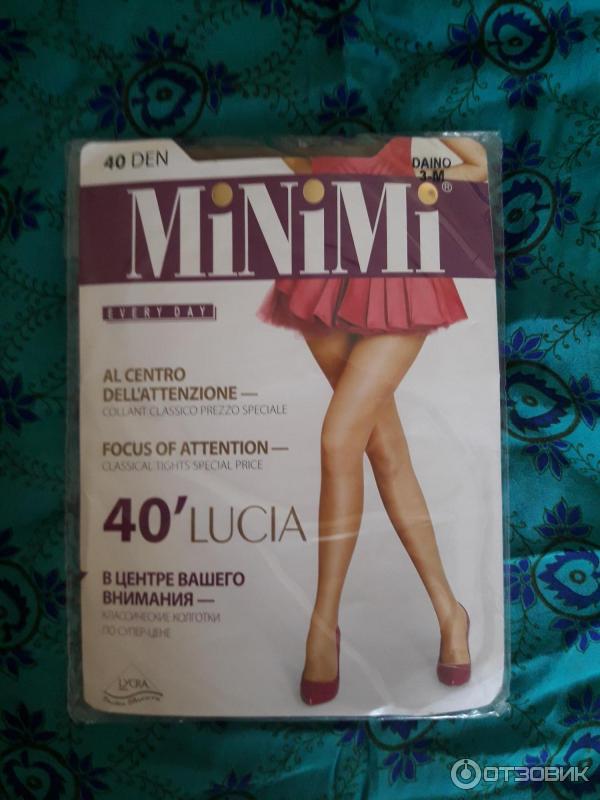 40 DEN
DAINO
3-M
MiNiMi®
EVERY DAY
AL CENTRO
DELL'ATTENZIONE —
COLLANT CLASSICO PREZZO SPECIALE
FOCUS OF ATTENTION —
CLASSICAL TIGHTS SPECIAL PRICE
40' LUCIA
В ЦЕНТРЕ ВАШЕГО
ВНИМАНИЯ —
КЛАССИЧЕСКИЕ КОЛГОТКИ
ПО СУПЕР-ЦЕНЕ
LYCRA
ОТЗОВИК